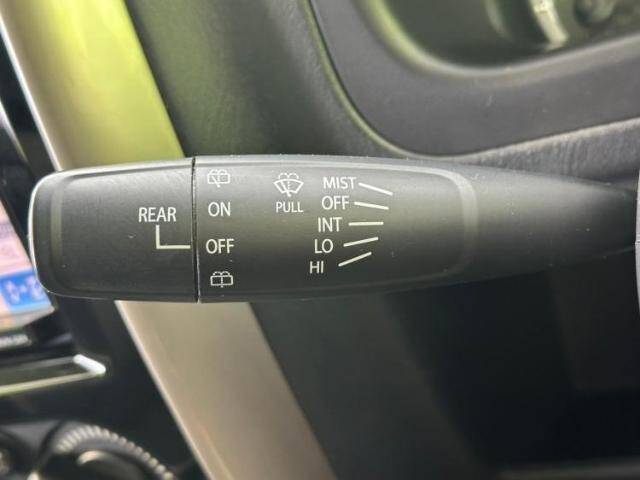 REAR
ON
OFF
PULL
MIST
OFF
INT
LO
HI